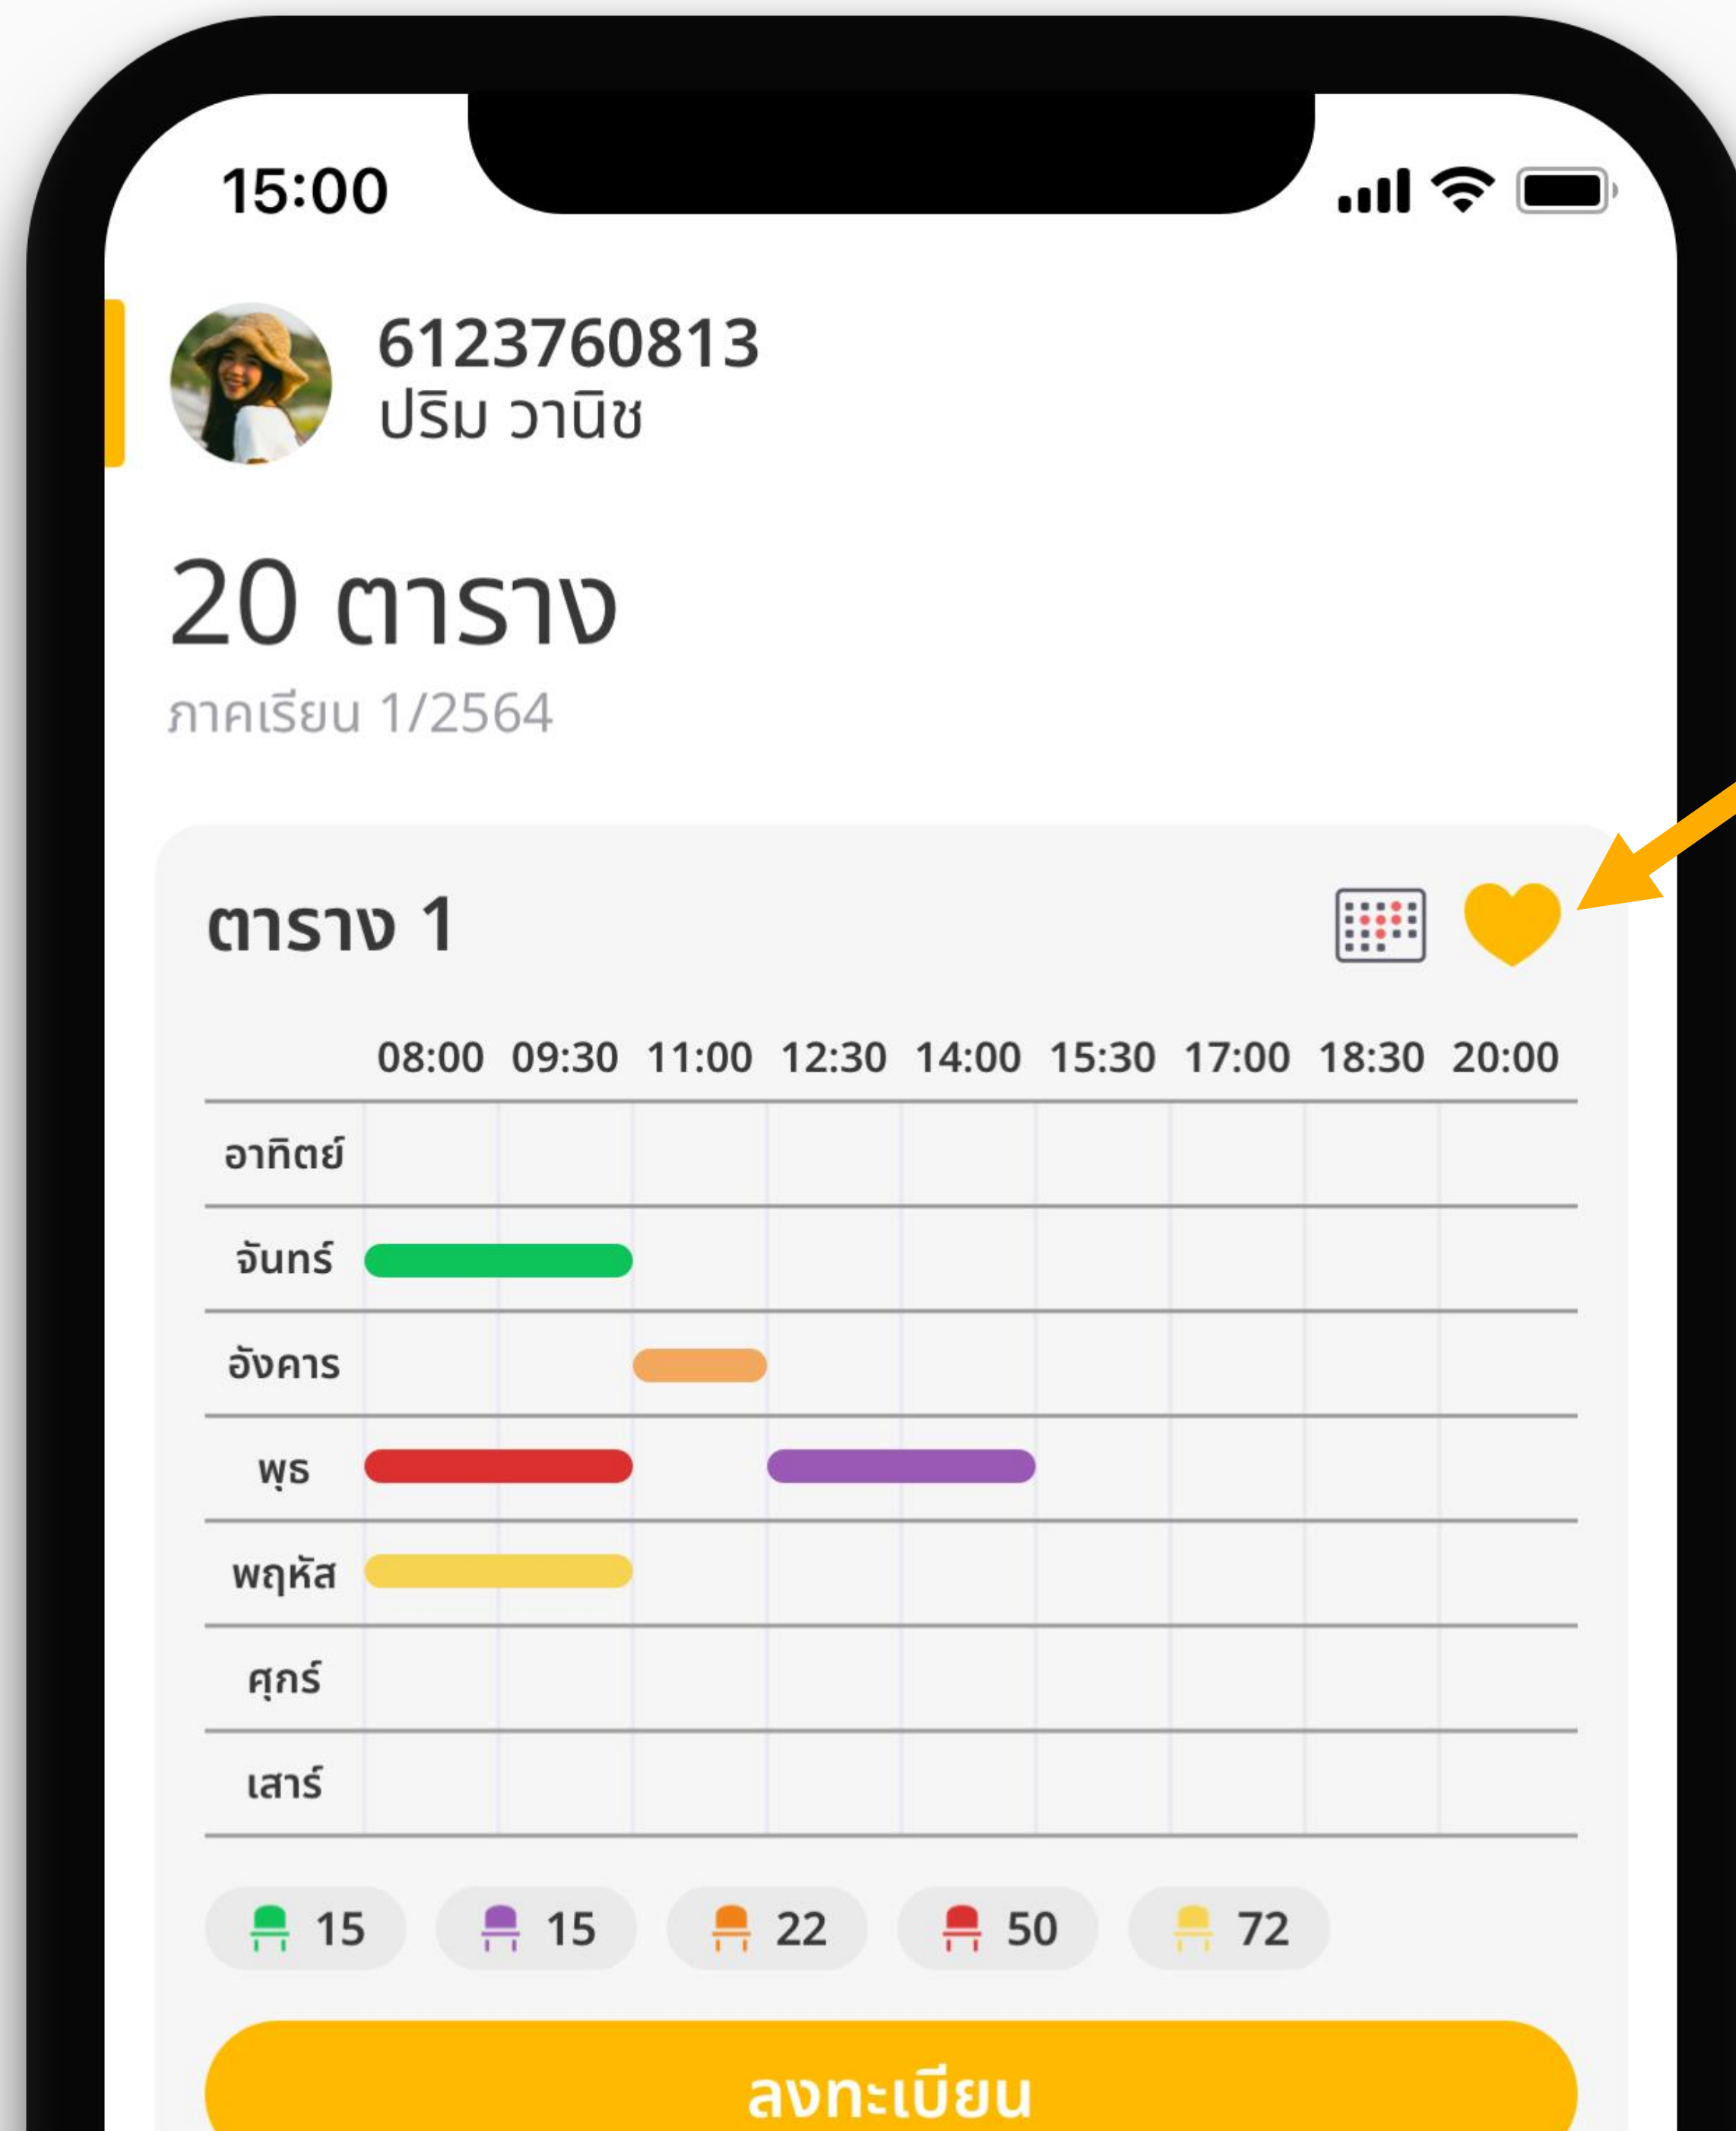 15:00
6123760813
ปริม วานิช
20 ตาราง
ภาคเรียน 1/2564
ตาราง 1
08:00 09:30 11:00 12:30 14:00 15:30 17:00 18:30 20:00
อาทิตย์
จันทร์
อังคาร
พุธ
พฤหัส
ศุกร์
เสาร์
15 15 22 50 72
ลงทะเบียน